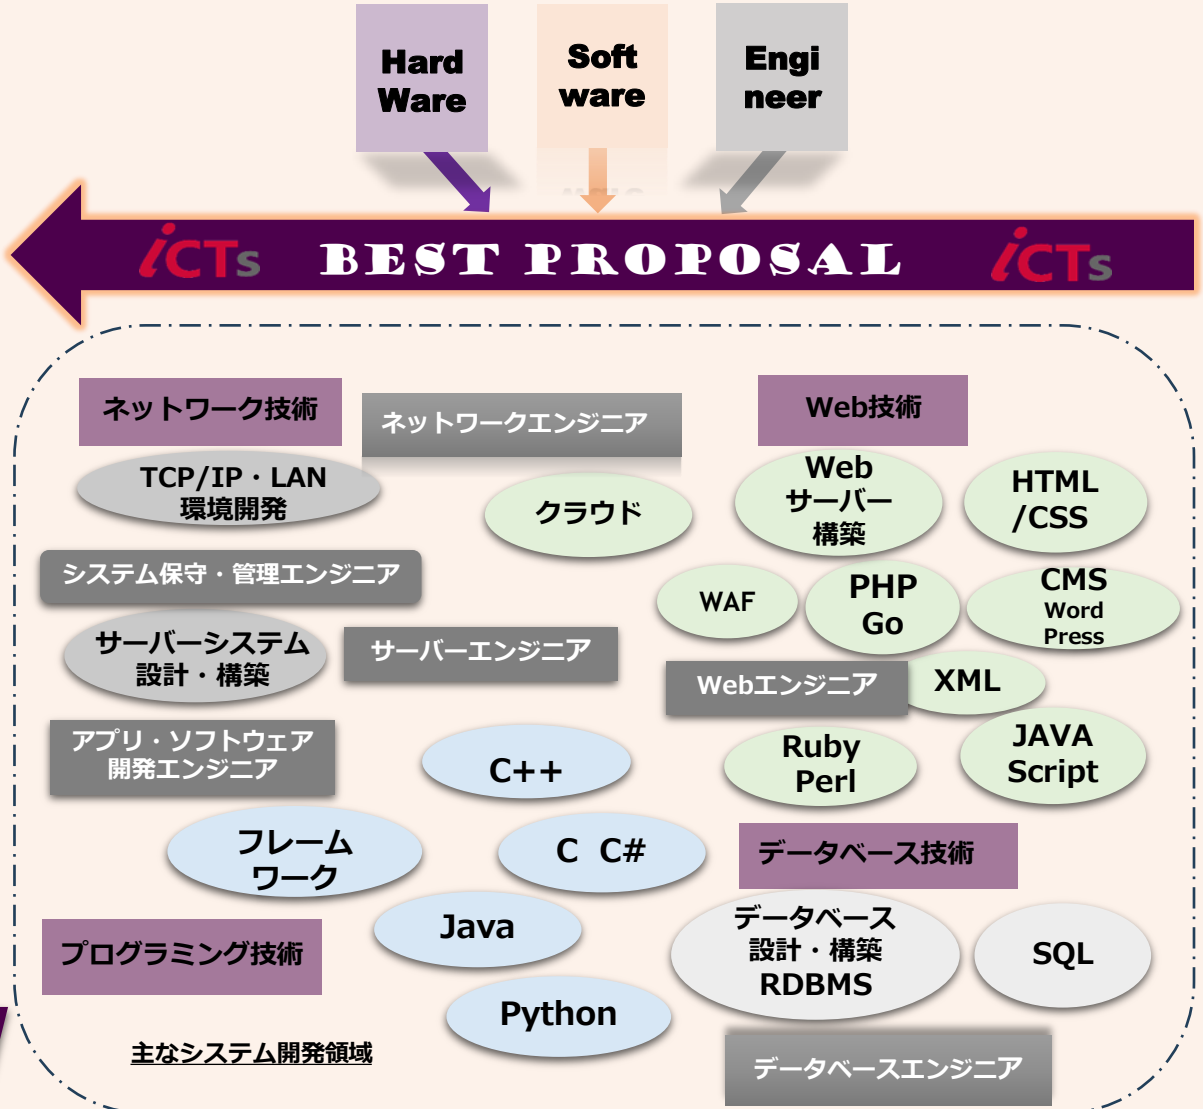 Hard
Ware
Soft
ware
Engi
neer
iCTs BEST PROPOSAL iCTs
ネットワーク技術
ネットワークエンジニア
Web技術
TCP/IP・LAN
環境開発
クラウド
Web
サーバー
構築
HTML
/CSS
システム保守・管理エンジニア
WAF
PHP
Go
CMS
Word
Press
サーバーシステム
設計・構築
サーバーエンジニア
Webエンジニア
XML
アプリ・ソフトウェア
開発エンジニア
C++
Ruby
Perl
JAVA
Script
フレーム
ワーク
C C#
データベース技術
Java
データベース
設計・構築
RDBMS
SQL
プログラミング技術
Python
主なシステム開発領域
データベースエンジニア